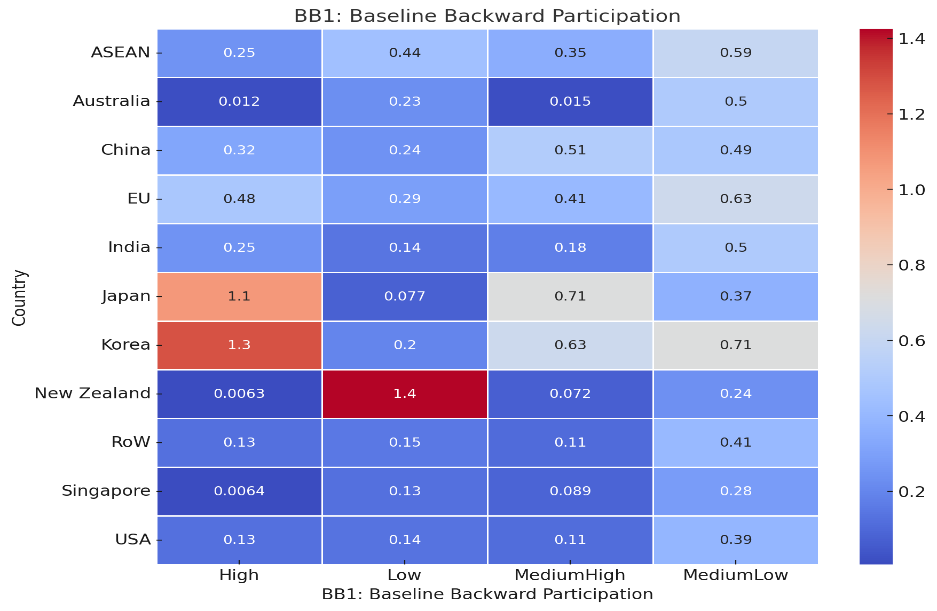 BB1: Baseline Backward Participation
Country
ASEAN 0.25 0.44 0.35 0.59
Australia 0.012 0.23 0.015 0.5
China 0.32 0.24 0.51 0.49
EU 0.48 0.29 0.41 0.63
India 0.25 0.14 0.18 0.5
Japan 1.1 0.077 0.71 0.37
Korea 1.3 0.2 0.63 0.71
New Zealand 0.0063 1.4 0.072 0.24
RoW 0.13 0.15 0.11 0.41
Singapore 0.0064 0.13 0.089 0.28
USA 0.13 0.14 0.11 0.39
High Low MediumHigh MediumLow
BB1: Baseline Backward Participation
1.4
1.2
1.0
0.8
0.6
0.4
0.2